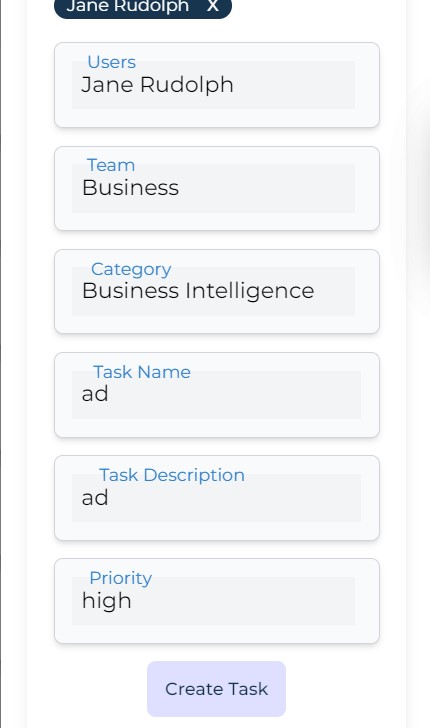 Jane Rudolph X
Users
Jane Rudolph
Team
Business
Category
Business Intelligence
Task Name
ad
Task Description
ad
Priority
high
Create Task